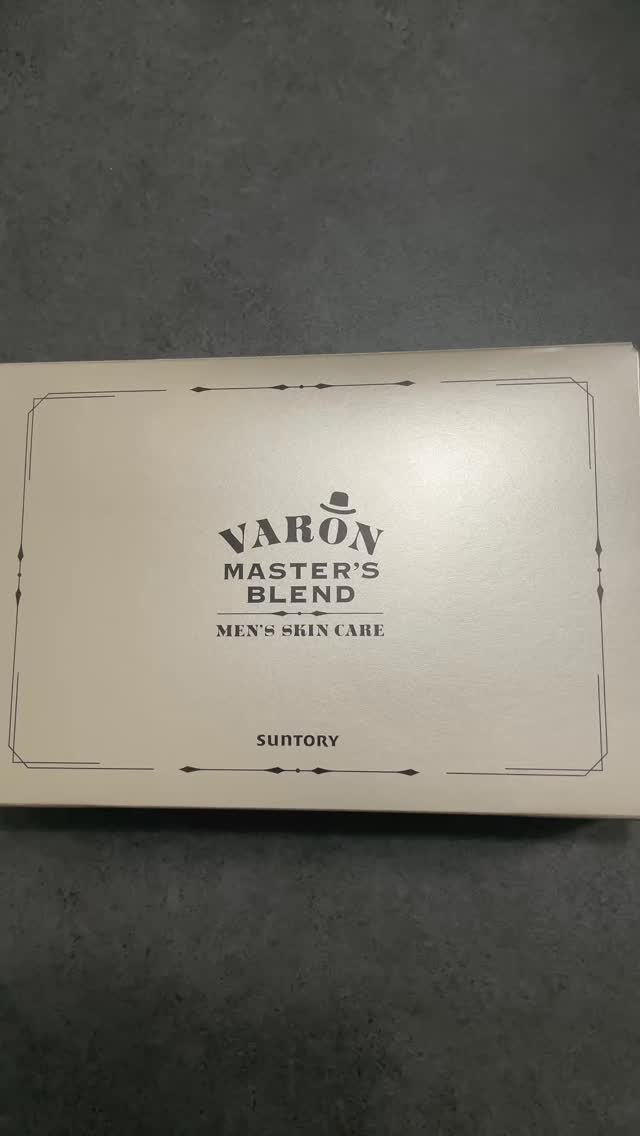 VARON
MASTER'S
BLEND
MEN'S SKIN CARE
SUNTORY